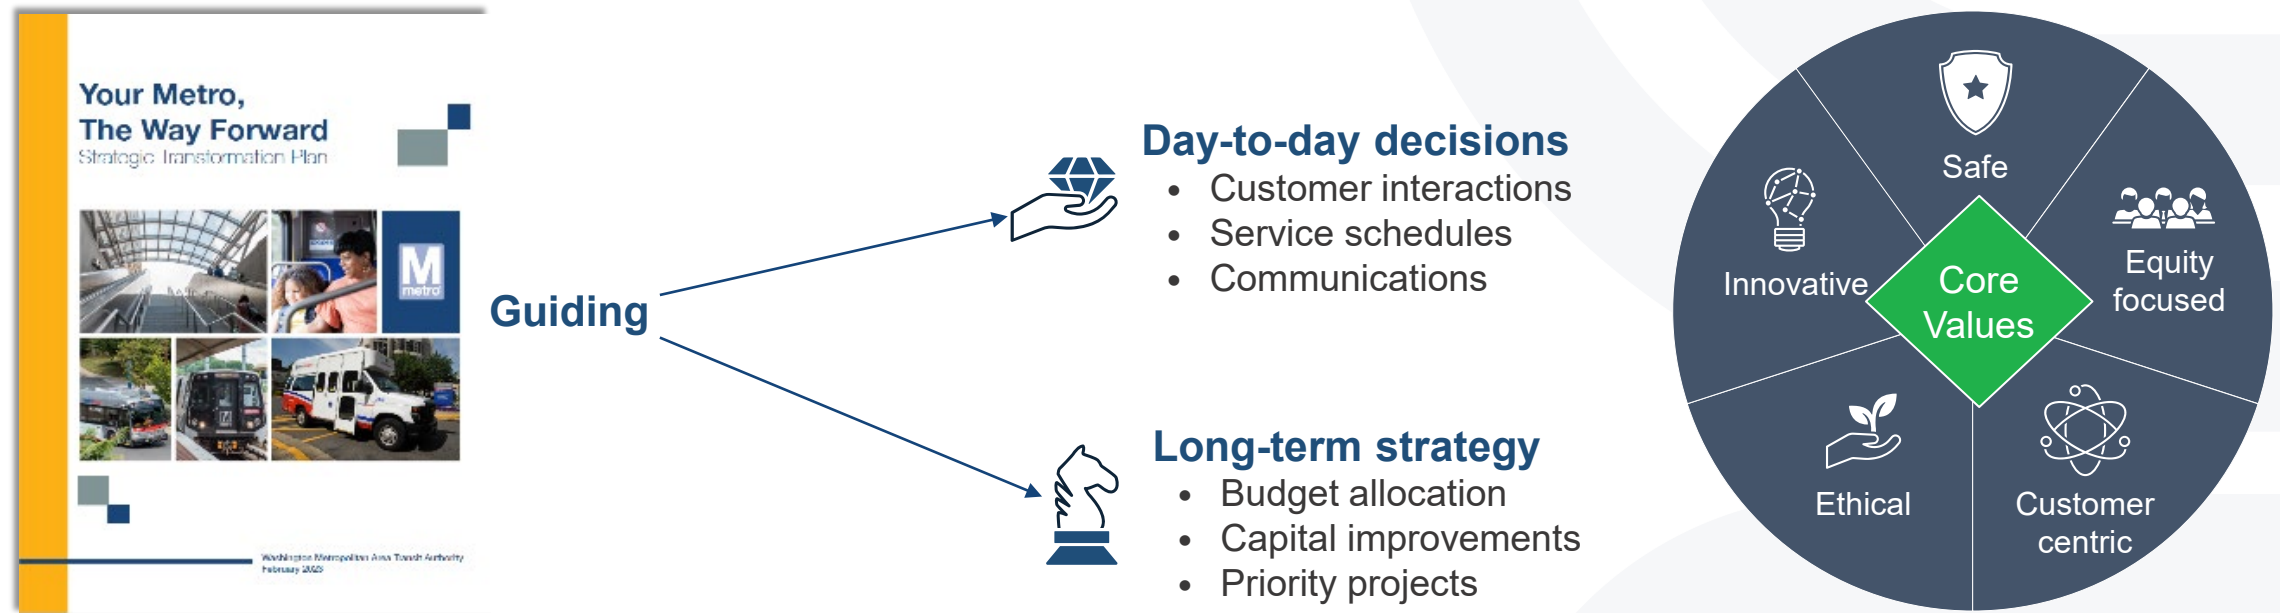 Your Metro,
The Way Forward
Strategic Transformation Plan
M
metro
Washington Metropolitan Area Transit Authority
February 2023
Guiding
Day-to-day decisions
• Customer interactions
• Service schedules
• Communications
Long-term strategy
• Budget allocation
• Capital improvements
• Priority projects
Safe
Equity
focused
Customer
centric
Ethical
Innovative
Core
Values